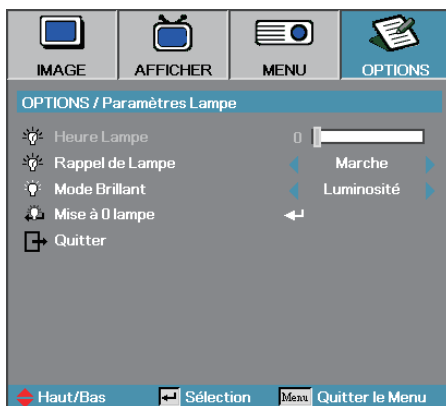 IMAGE AFFICHER MENU OPTIONS
OPTIONS / Paramètres Lampe
Heure Lampe 0
Rappel de Lampe Marche
Mode Brillant Luminosité
Mise à 0 lampe
Quitter
Haut/Bas Sélection Menu Quitter le Menu